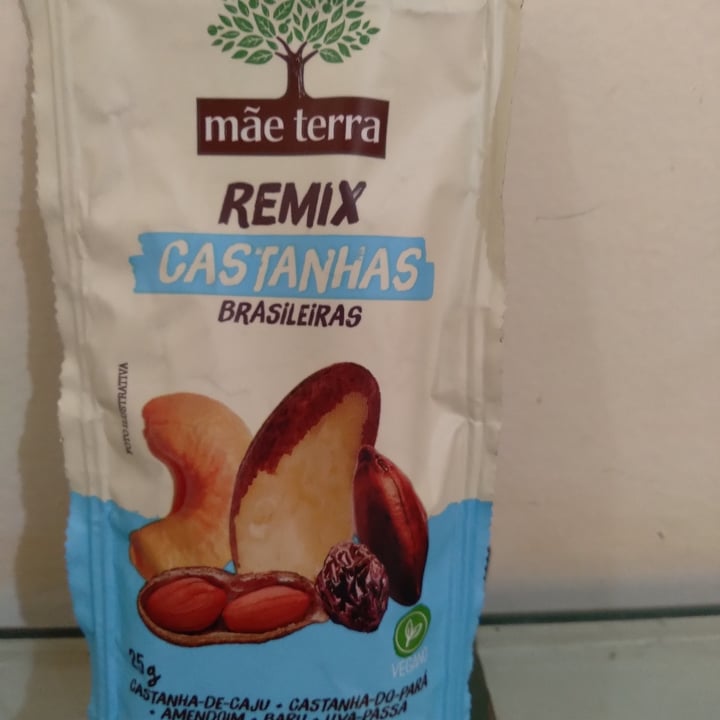 mãe terra
REMIX
CASTANHAS
BRASILEIRAS
FOTO ILUSTRATIVA
VEGANO
25g
CASTANHA-DE-CAJU • CASTANHA-DO-PARÁ
• AMENDOIM • BARU • UVA-PASSA